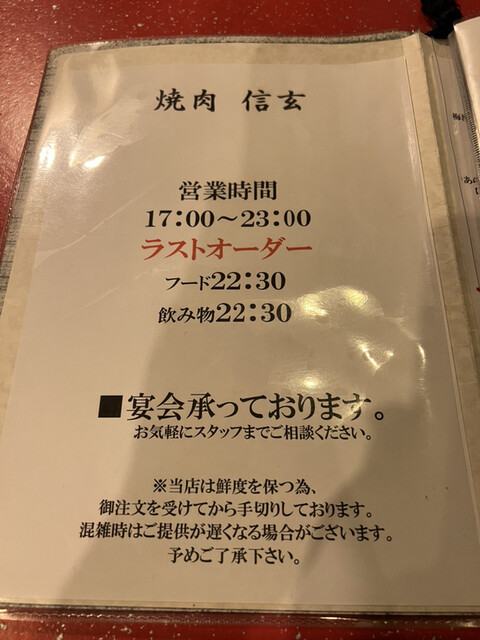 焼肉 信玄
営業時間
17:00～23:00
ラストオーダー
フード22:30
飲み物22:30
■宴会承っております。
お気軽にスタッフまでご相談ください。
※当店は鮮度を保つ為、
御注文を受けてから手切りしております。
混雑時はご提供が遅くなる場合がございます。
予めご了承下さい。